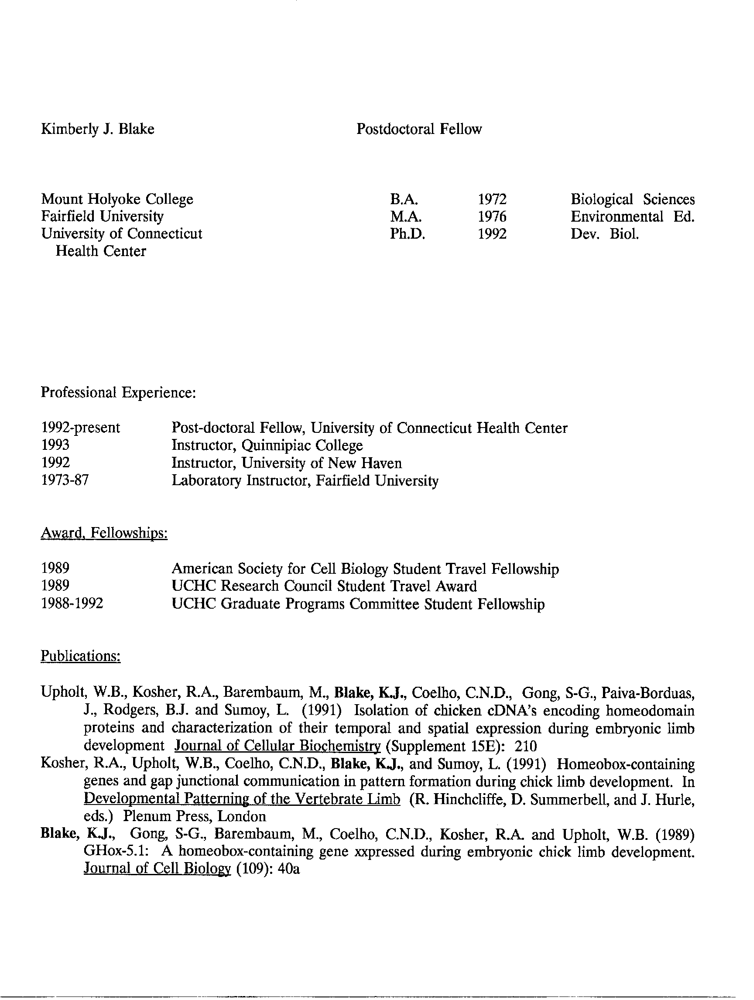 Kimberly J. Blake Postdoctoral Fellow
Mount Holyoke College B.A. 1972 Biological Sciences
Fairfield University M.A. 1976 Environmental Ed.
University of Connecticut Ph.D. 1992 Dev. Biol.
Health Center
Professional Experience:
1992-present Post-doctoral Fellow, University of Connecticut Health Center
1993 Instructor, Quinnipiac College
1992 Instructor, University of New Haven
1973-87 Laboratory Instructor, Fairfield University
Award, Fellowships:
1989 American Society for Cell Biology Student Travel Fellowship
1989 UCHC Research Council Student Travel Award
1988-1992 UCHC Graduate Programs Committee Student Fellowship
Publications:
Upholt, W.B., Kosher, R.A., Barembaum, M., Blake, K.J., Coelho, C.N.D., Gong, S-G., Paiva-Borduas,
J., Rodgers, B.J. and Sumoy, L. (1991) Isolation of chicken cDNA's encoding homeodomain
proteins and characterization of their temporal and spatial expression during embryonic limb
development Journal of Cellular Biochemistry (Supplement 15E): 210
Kosher, R.A., Upholt, W.B., Coelho, C.N.D., Blake, K.J., and Sumoy, L. (1991) Homeobox-containing
genes and gap junctional communication in pattern formation during chick limb development. In
Developmental Patterning of the Vertebrate Limb (R. Hinchcliffe, D. Summerbell, and J. Hurle,
eds.) Plenum Press, London
Blake, K.J., Gong, S-G., Barembaum, M., Coelho, C.N.D., Kosher, R.A. and Upholt, W.B. (1989)
GHox-5.1: A homeobox-containing gene xxpressed during embryonic chick limb development.
Journal of Cell Biology (109): 40a